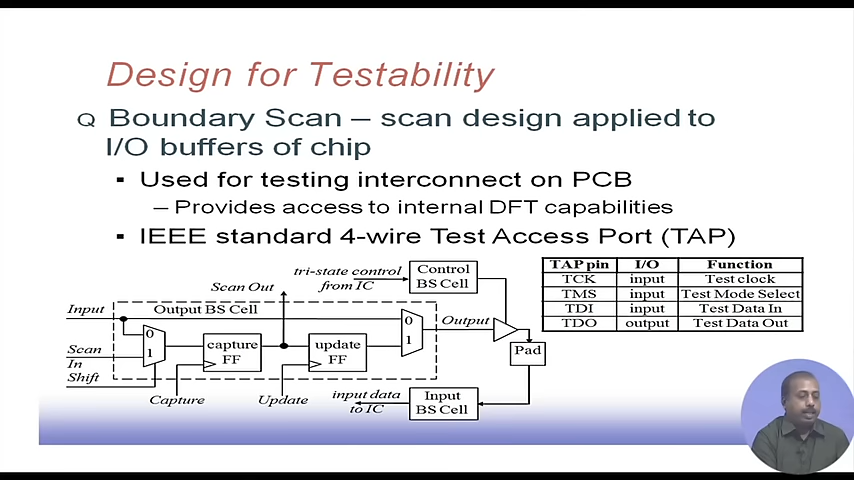 Design for Testability
Q Boundary Scan – scan design applied to
I/O buffers of chip
▪ Used for testing interconnect on PCB
– Provides access to internal DFT capabilities
▪ IEEE standard 4-wire Test Access Port (TAP)
tri-state control
from IC
Control
BS Cell
Scan Out
Input
Output BS Cell
0
1
capture
FF
update
FF
0
1
Output
Pad
Scan
In
Shift
Capture
Update
input data
to IC
Input
BS Cell
TAP pin I/O Function
TCK input Test clock
TMS input Test Mode Select
TDI input Test Data In
TDO output Test Data Out